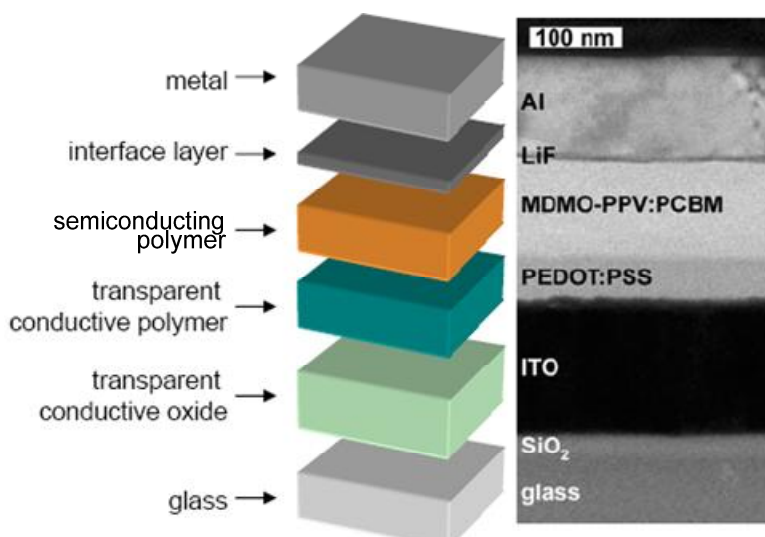 metal
interface layer
semiconducting
polymer
transparent
conductive polymer
transparent
conductive oxide
glass
100 nm
Al
LiF
MDMO-PPV:PCBM
PEDOT:PSS
ITO
SiO₂
glass